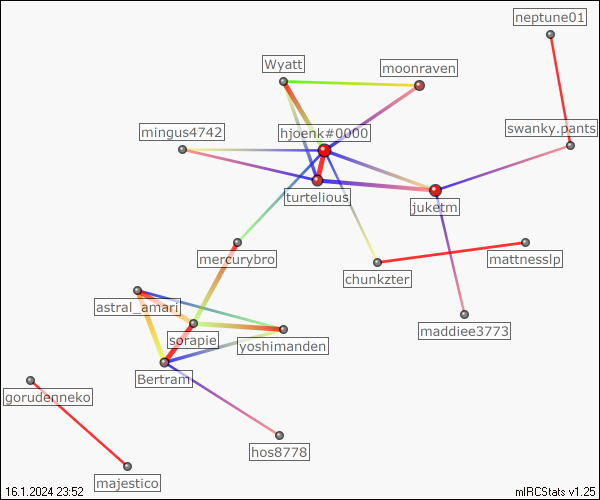 neptune01
Wyatt
moonraven
mingus4742
hjoenk#0000
swanky.pants
turtelious
juketm
mercurybro
mattnesslp
chunkzter
astral_amari
maddiee3773
sorapie
yoshimanden
Bertram
gorudenneko
hos8778
majestico
16.1.2024 23:52
mIRCStats v1.25